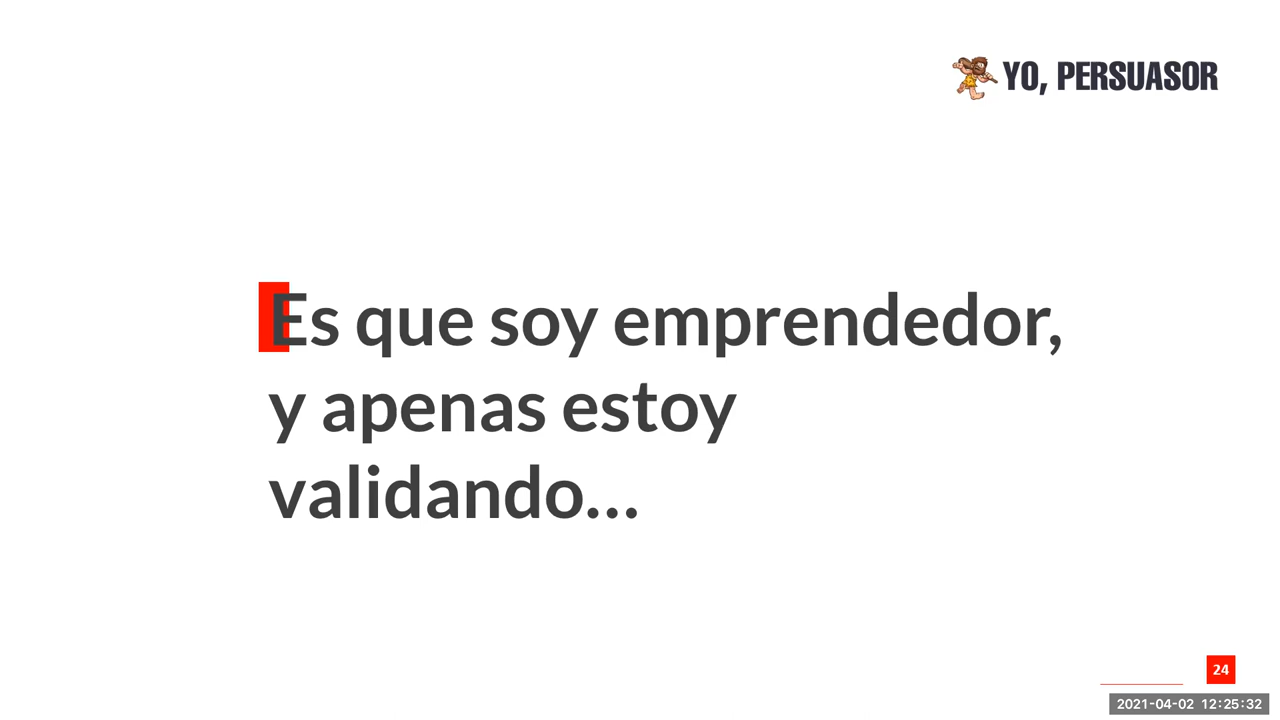 YO, PERSUASOR
Es que soy emprendedor,
y apenas estoy
validando...
24
2021-04-02 12:25:32